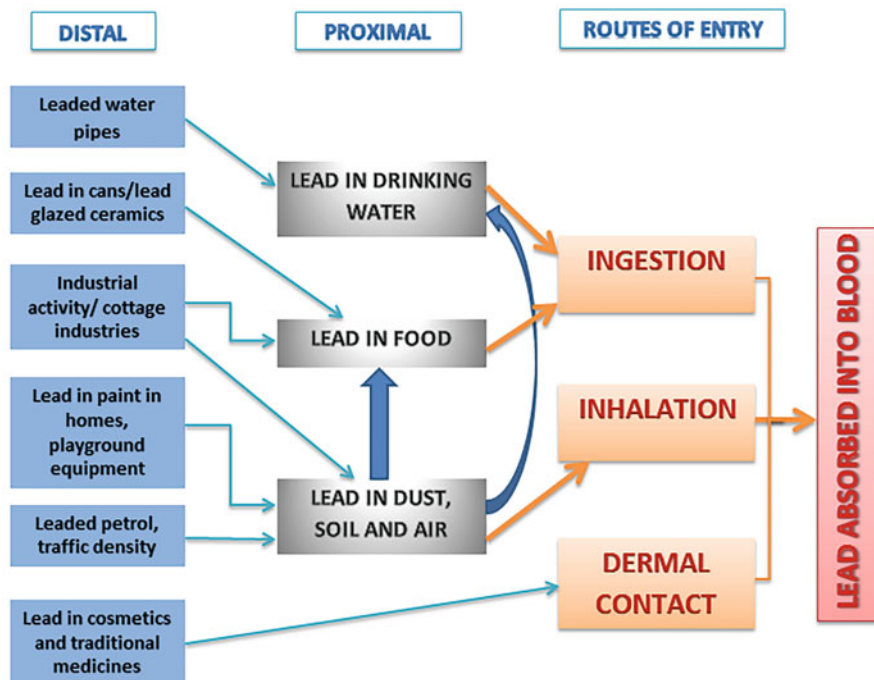 DISTAL
PROXIMAL
ROUTES OF ENTRY
Leaded water
pipes
Lead in cans/lead
glazed ceramics
Industrial
activity/ cottage
industries
Lead in paint in
homes,
playground
equipment
Leaded petrol,
traffic density
Lead in cosmetics
and traditional
medicines
LEAD IN DRINKING
WATER
LEAD IN FOOD
LEAD IN DUST,
SOIL AND AIR
INGESTION
INHALATION
DERMAL
CONTACT
LEAD ABSORBED INTO BLOOD